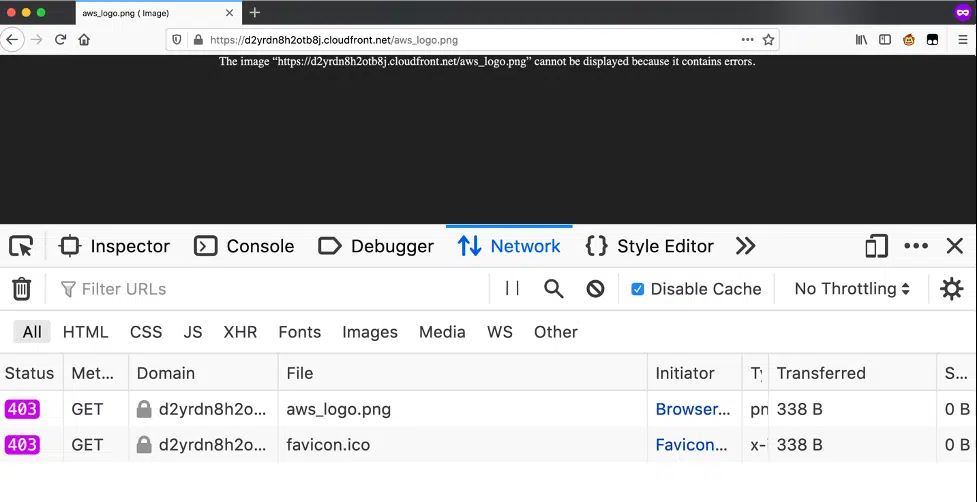 aws_logo.png ( Image)
https://d2yrdn8h2otb8j.cloudfront.net/aws_logo.png
The image “https://d2yrdn8h2otb8j.cloudfront.net/aws_logo.png” cannot be displayed because it contains errors.
Inspector Console Debugger Network Style Editor
Filter URLs Disable Cache No Throttling
All HTML CSS JS XHR Fonts Images Media WS Other
Status Met... Domain File Initiator Ty Transferred S...
403 GET d2yrdn8h2o... aws_logo.png Browser... pn 338 B 0 B
403 GET d2yrdn8h2o... favicon.ico Favicon... x- 338 B 0 B